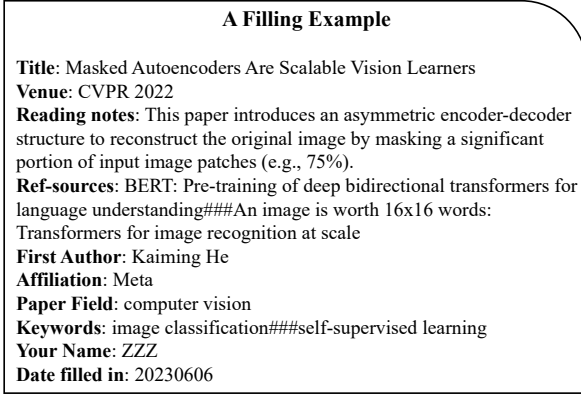 A Filling Example
Title: Masked Autoencoders Are Scalable Vision Learners
Venue: CVPR 2022
Reading notes: This paper introduces an asymmetric encoder-decoder
structure to reconstruct the original image by masking a significant
portion of input image patches (e.g., 75%).
Ref-sources: BERT: Pre-training of deep bidirectional transformers for
language understanding###An image is worth 16x16 words:
Transformers for image recognition at scale
First Author: Kaiming He
Affiliation: Meta
Paper Field: computer vision
Keywords: image classification###self-supervised learning
Your Name: ZZZ
Date filled in: 20230606